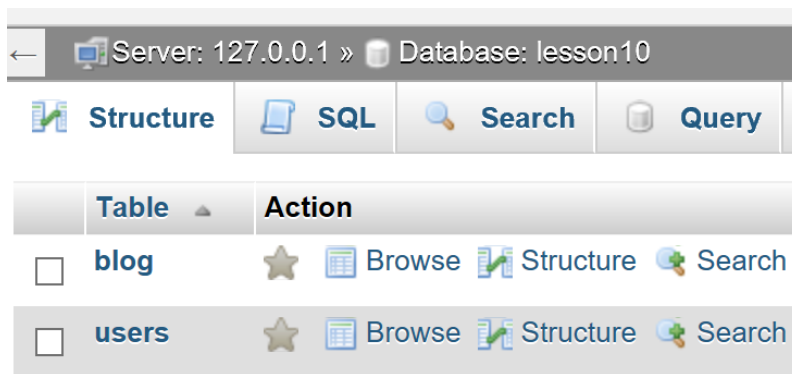 ← Server: 127.0.0.1 » Database: lesson10
Structure SQL Search Query
Table Action
blog Browse Structure Search
users Browse Structure Search